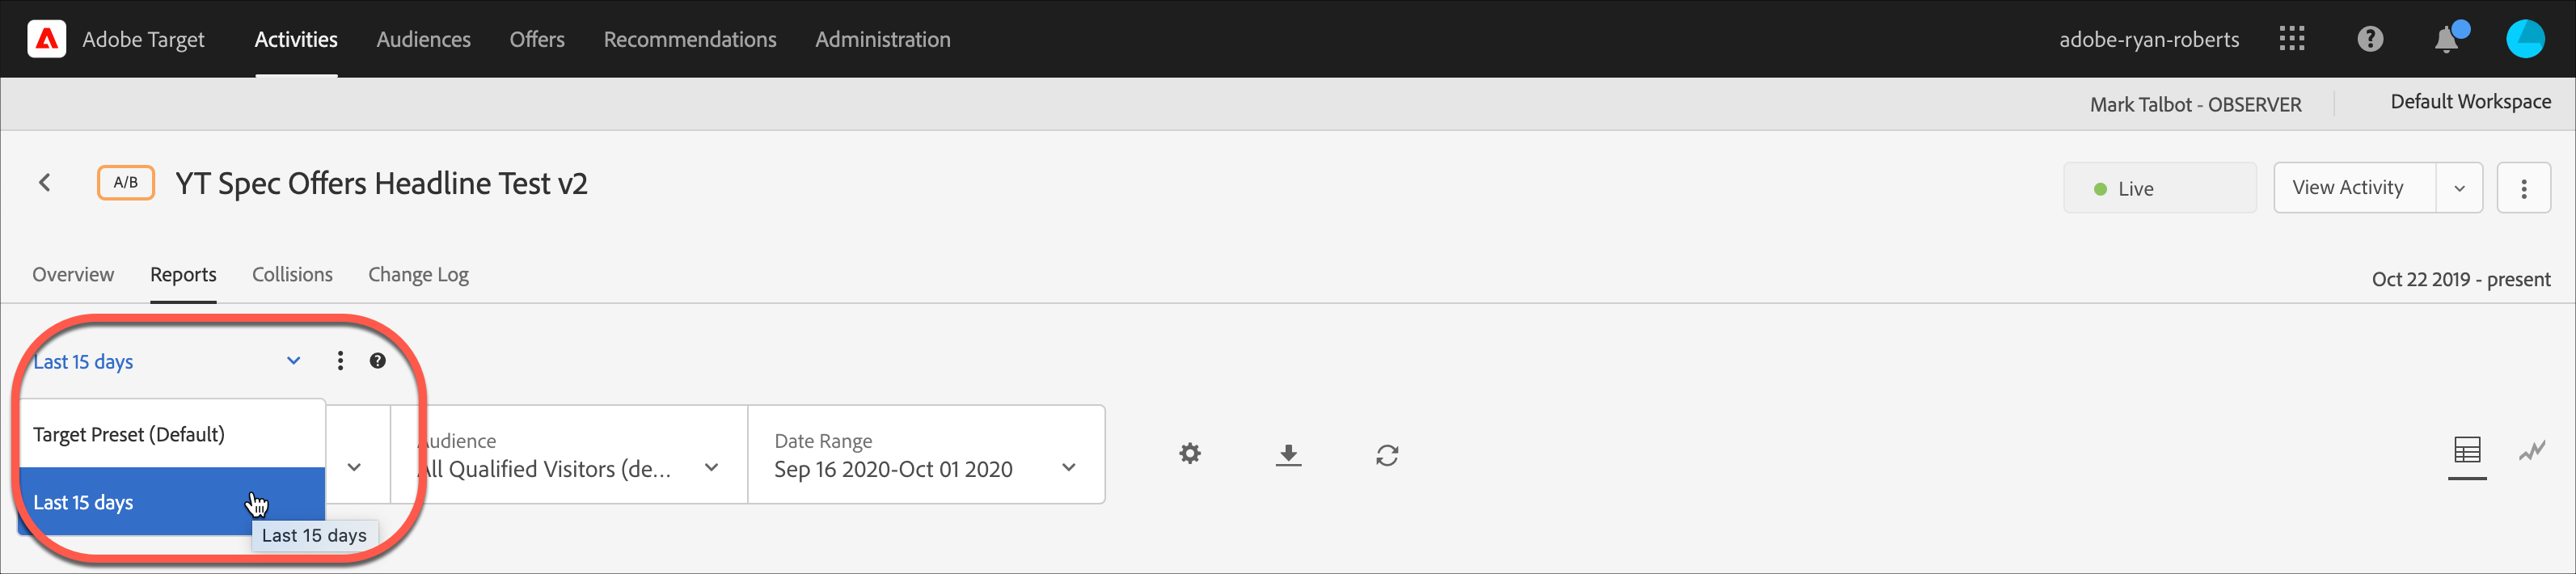 Adobe Target Activities Audiences Offers Recommendations Administration adobe-ryan-roberts
Mark Talbot - OBSERVER Default Workspace
A/B YT Spec Offers Headline Test v2 Live View Activity
Overview Reports Collisions Change Log Oct 22 2019 - present
Last 15 days
Target Preset (Default)
Last 15 days
Last 15 days
Audience
All Qualified Visitors (de...
Date Range
Sep 16 2020-Oct 01 2020